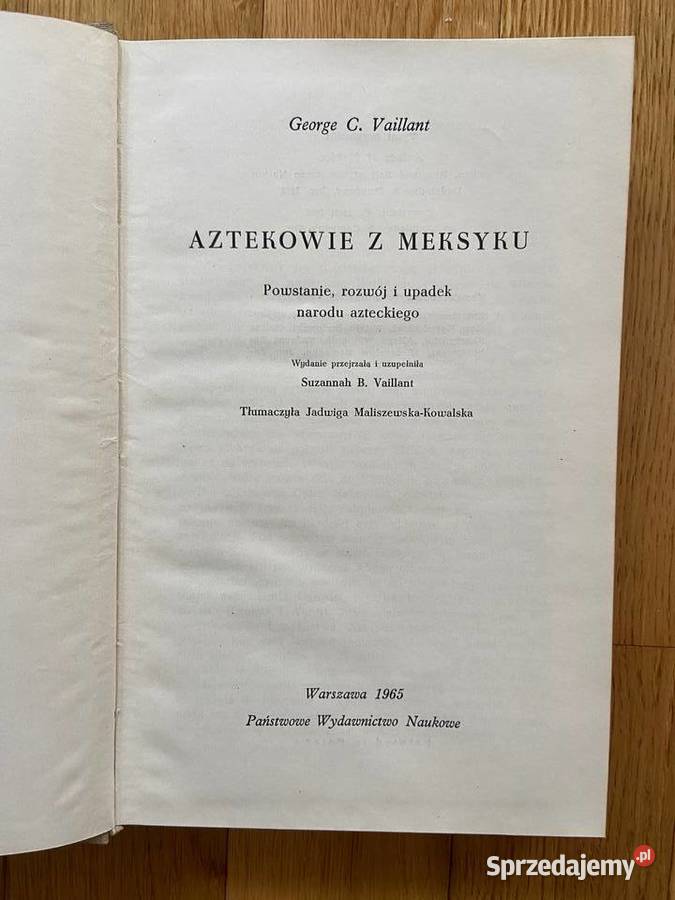 George C. Vaillant
AZTEKOWIE Z MEKSYKU
Powstanie, rozwój i upadek
narodu azteckiego
Wydanie przejrzała i uzupełniła
Suzannah B. Vaillant
Tłumaczyła Jadwiga Maliszewska-Kowalska
Warszawa 1965
Państwowe Wydawnictwo Naukowe
Sprzedajemy.pl